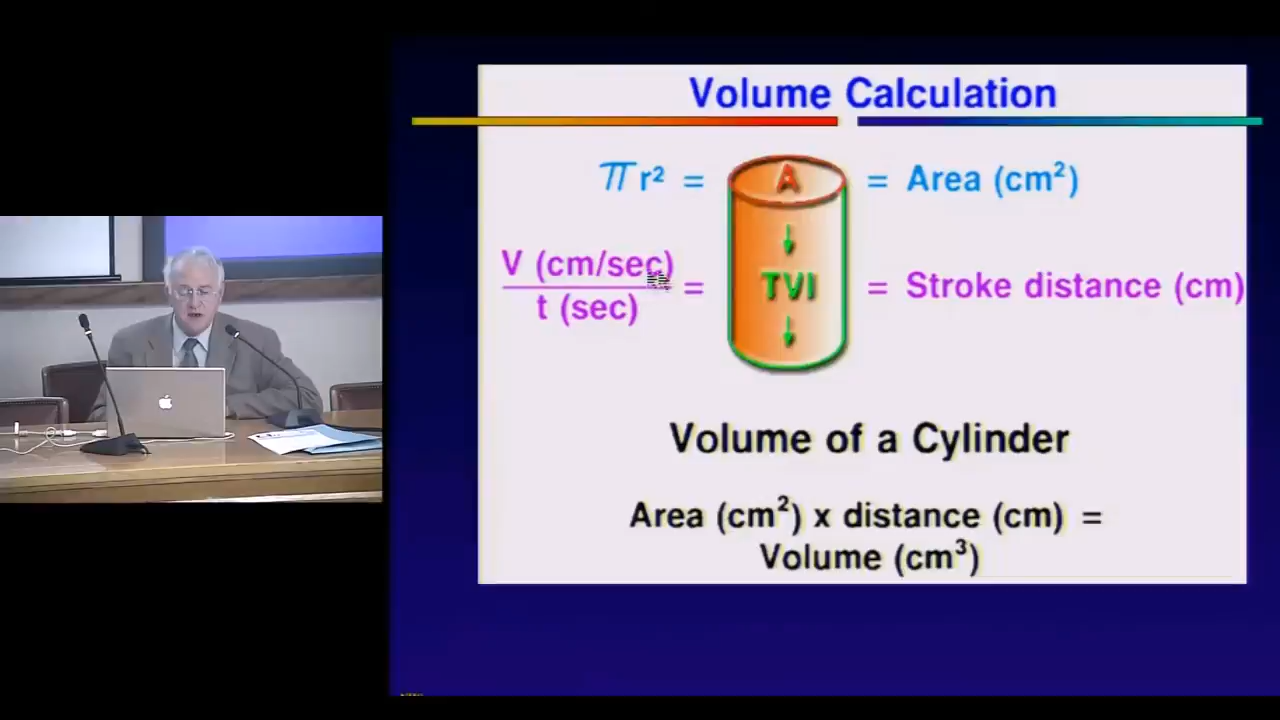 Volume Calculation
πr² = A = Area (cm²)
V (cm/sec)
t (sec)
= TVI = Stroke distance (cm)
Volume of a Cylinder
Area (cm²) x distance (cm) =
Volume (cm³)